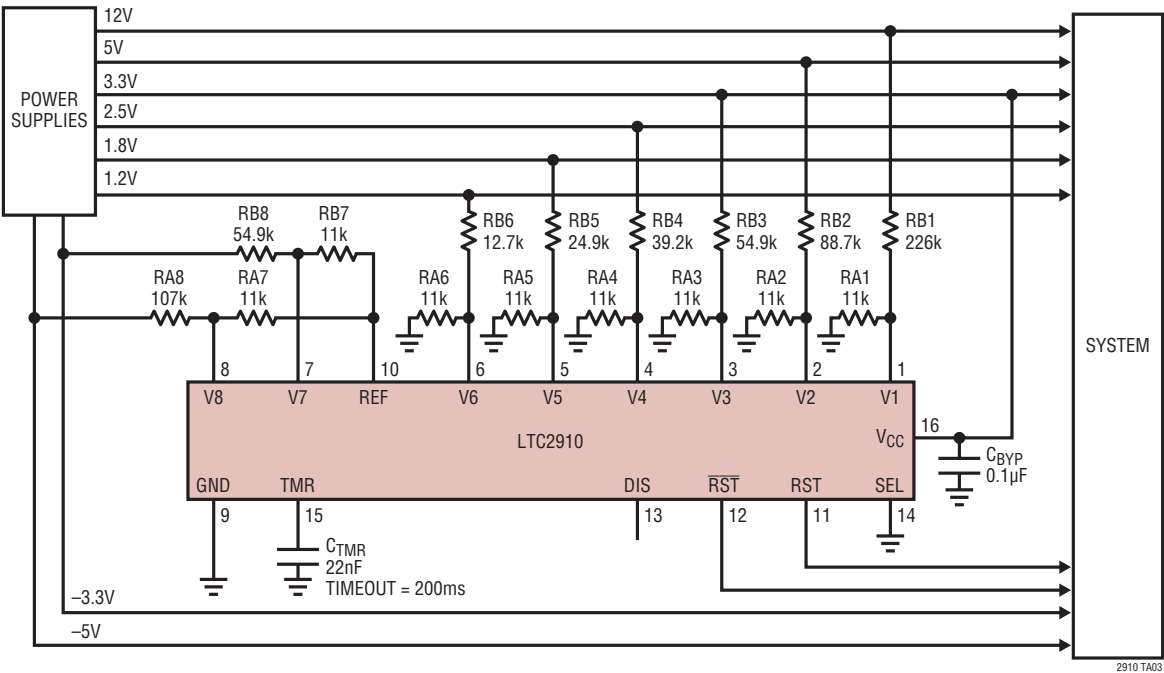 12V
5V
3.3V
2.5V
1.8V
1.2V
POWER
SUPPLIES
SYSTEM
RB8
54.9k
RB7
11k
RB6
12.7k
RB5
24.9k
RB4
39.2k
RB3
54.9k
RB2
88.7k
RB1
226k
RA8
107k
RA7
11k
RA6
11k
RA5
11k
RA4
11k
RA3
11k
RA2
11k
RA1
11k
8 7 10 6 5 4 3 2 1
V8 V7 REF V6 V5 V4 V3 V2 V1
LTC2910
VCC
16
CBYP
0.1µF
GND TMR DIS R̅S̅T̅ RST SEL
9 15 13 12 11 14
CTMR
22nF
TIMEOUT = 200ms
–3.3V
–5V
2910 TA03